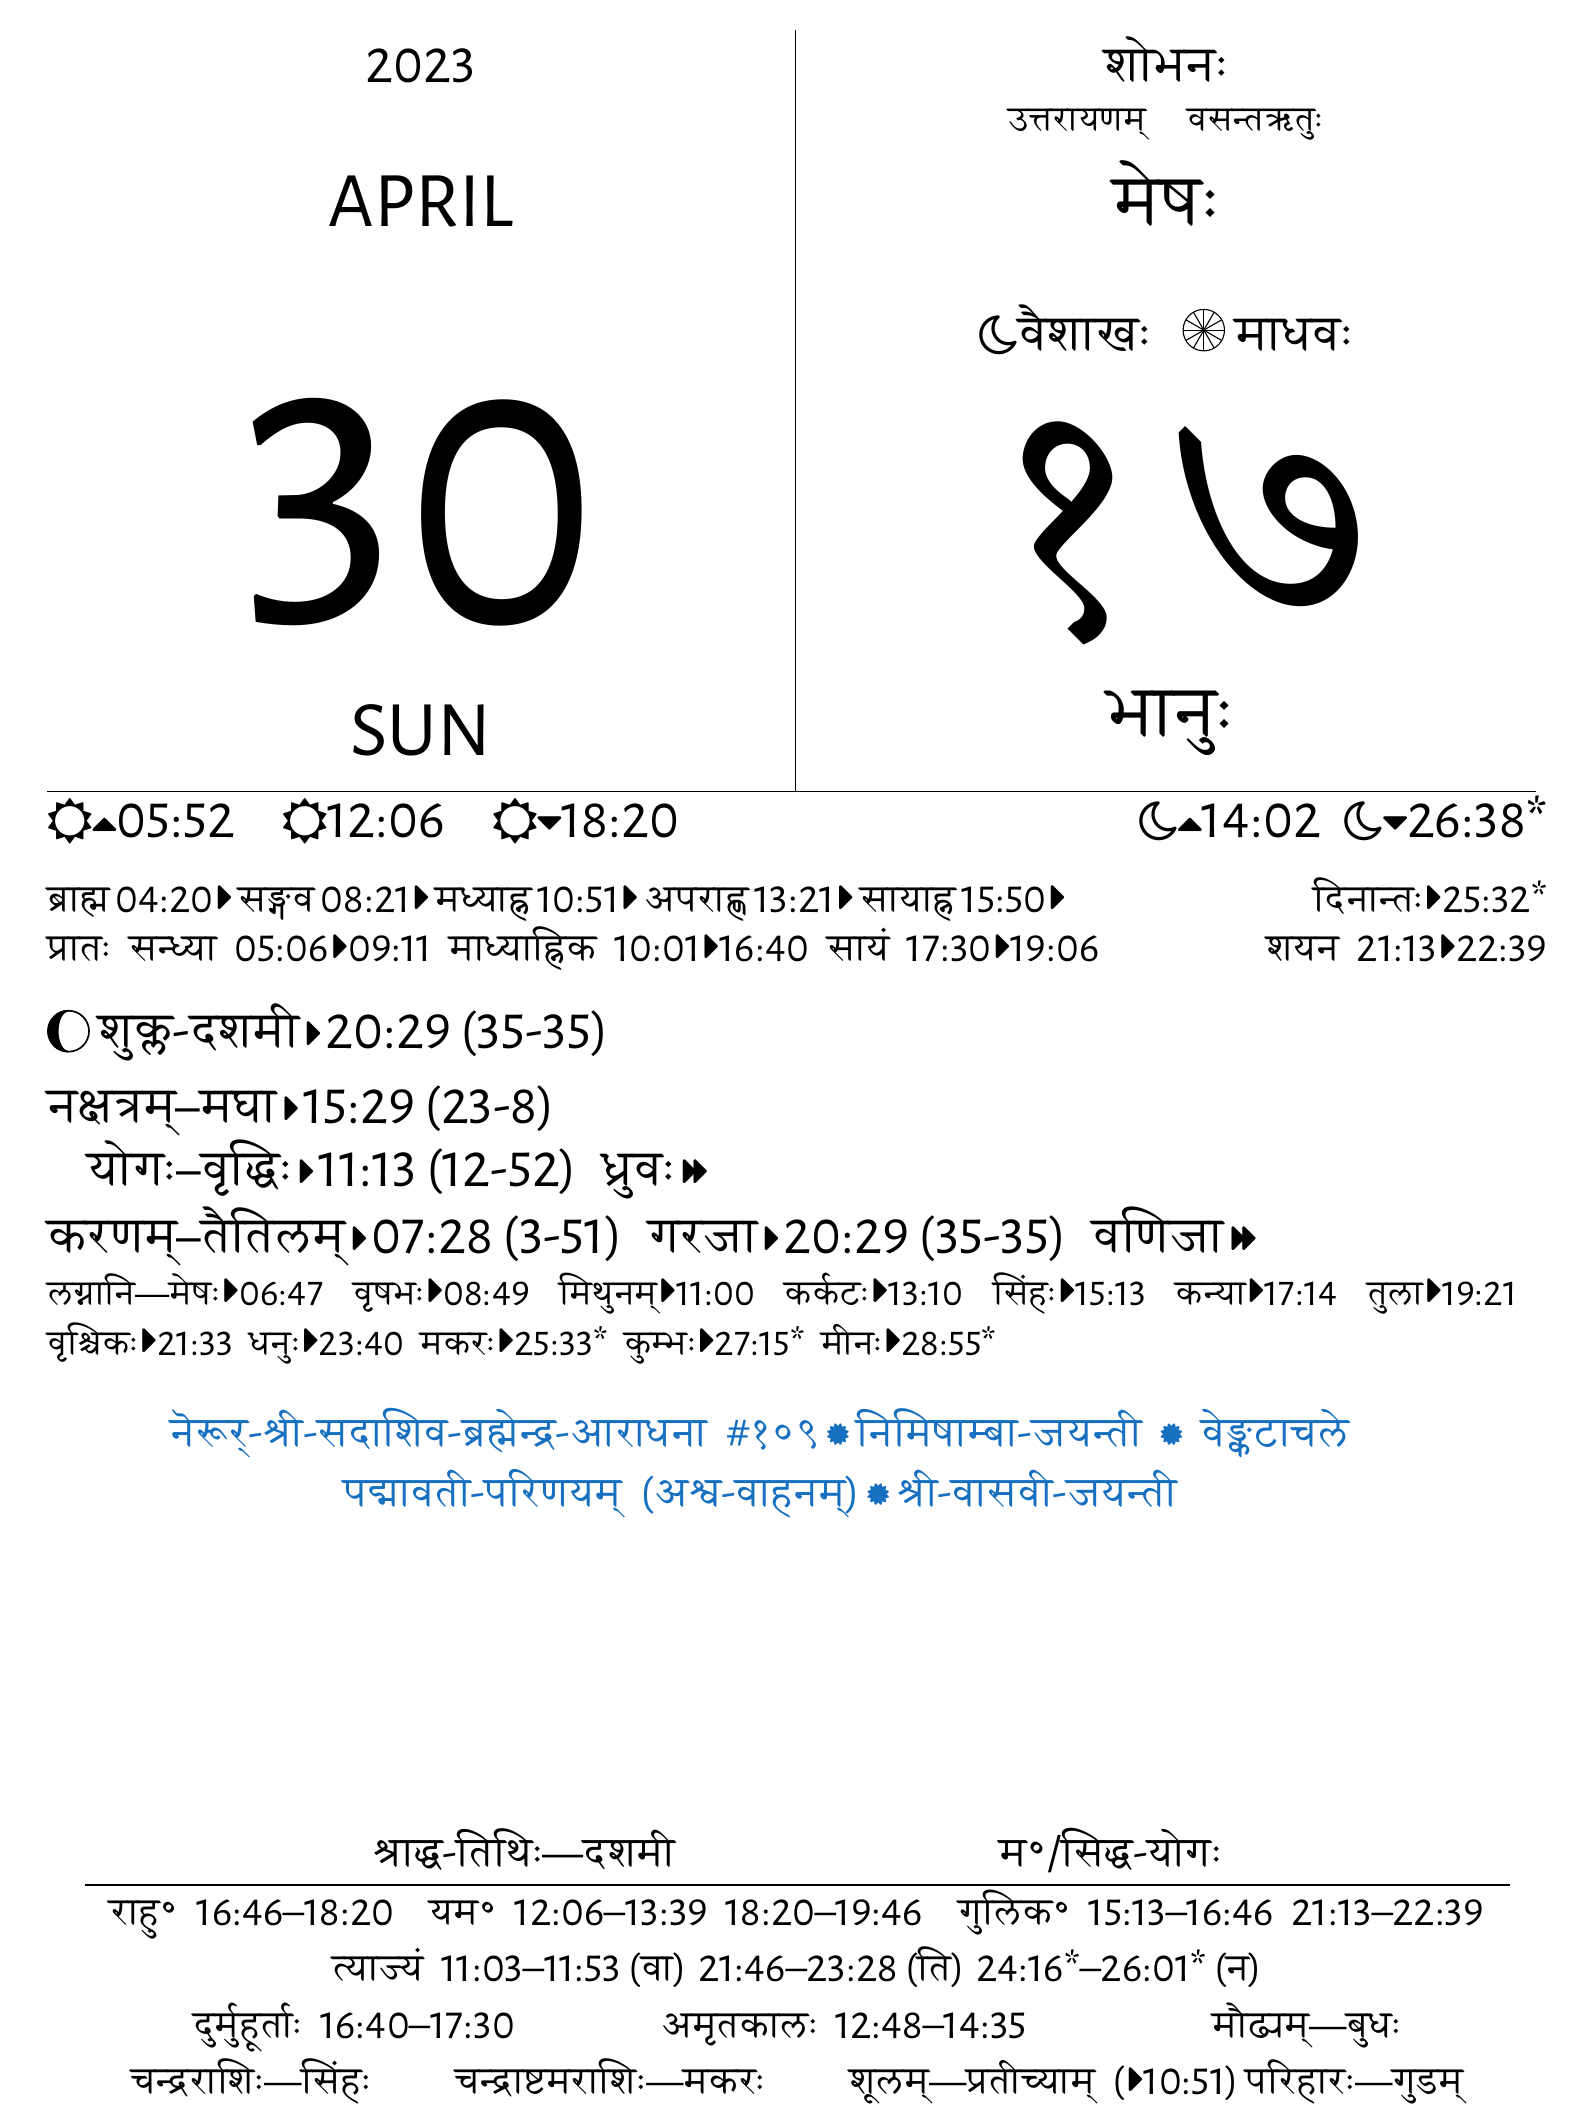 2023
APRIL
30
SUN
शोभनः
उत्तरायणम् वसन्तऋतुः
मेषः
वैशाखः माधवः
१७
भानुः
05:52 12:06 18:20 14:02 26:38*
ब्राह्म 04:20 सङ्गव 08:21 मध्याह्न 10:51 अपराह्ण 13:21 सायाह्न 15:50 दिनान्तः 25:32*
प्रातः सन्ध्या 05:06 09:11 माध्याह्निक 10:01 16:40 सायं 17:30 19:06 शयन 21:13 22:39
शुक्ल-दशमी 20:29 (35-35)
नक्षत्रम्–मघा 15:29 (23-8)
योगः–वृद्धिः 11:13 (12-52) ध्रुवः
करणम्–तैतिलम् 07:28 (3-51) गरजा 20:29 (35-35) वणिजा
लग्नानि—मेषः 06:47 वृषभः 08:49 मिथुनम् 11:00 कर्कटः 13:10 सिंहः 15:13 कन्या 17:14 तुला 19:21
वृश्चिकः 21:33 धनुः 23:40 मकरः 25:33* कुम्भः 27:15* मीनः 28:55*
नॆरूर्-श्री-सदाशिव-ब्रह्मेन्द्र-आराधना #१०९ निमिषाम्बा-जयन्ती वेङ्कटाचले
पद्मावती-परिणयम् (अश्व-वाहनम्) श्री-वासवी-जयन्ती
श्राद्ध-तिथिः—दशमी म॰/सिद्ध-योगः
राहु॰ 16:46–18:20 यम॰ 12:06–13:39 18:20–19:46 गुलिक॰ 15:13–16:46 21:13–22:39
त्याज्यं 11:03–11:53 (वा) 21:46–23:28 (ति) 24:16*–26:01* (न)
दुर्मुहूर्ताः 16:40–17:30 अमृतकालः 12:48–14:35 मौढ्यम्—बुधः
चन्द्रराशिः—सिंहः चन्द्राष्टमराशिः—मकरः शूलम्—प्रतीच्याम् (10:51) परिहारः—गुडम्